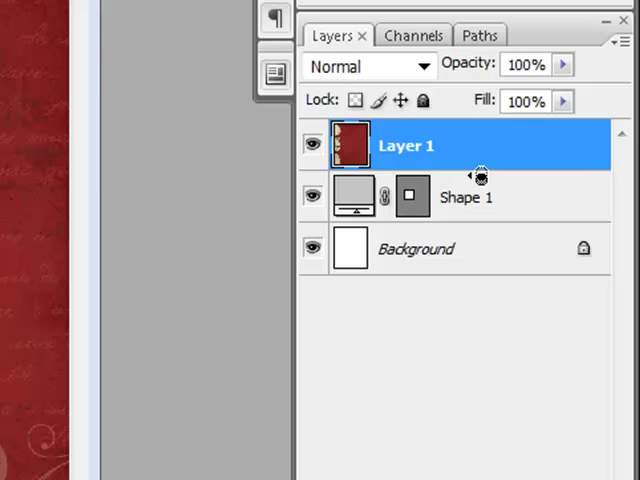 Layers Channels Paths
Normal Opacity: 100%
Lock: Fill: 100%
Layer 1
Shape 1
Background